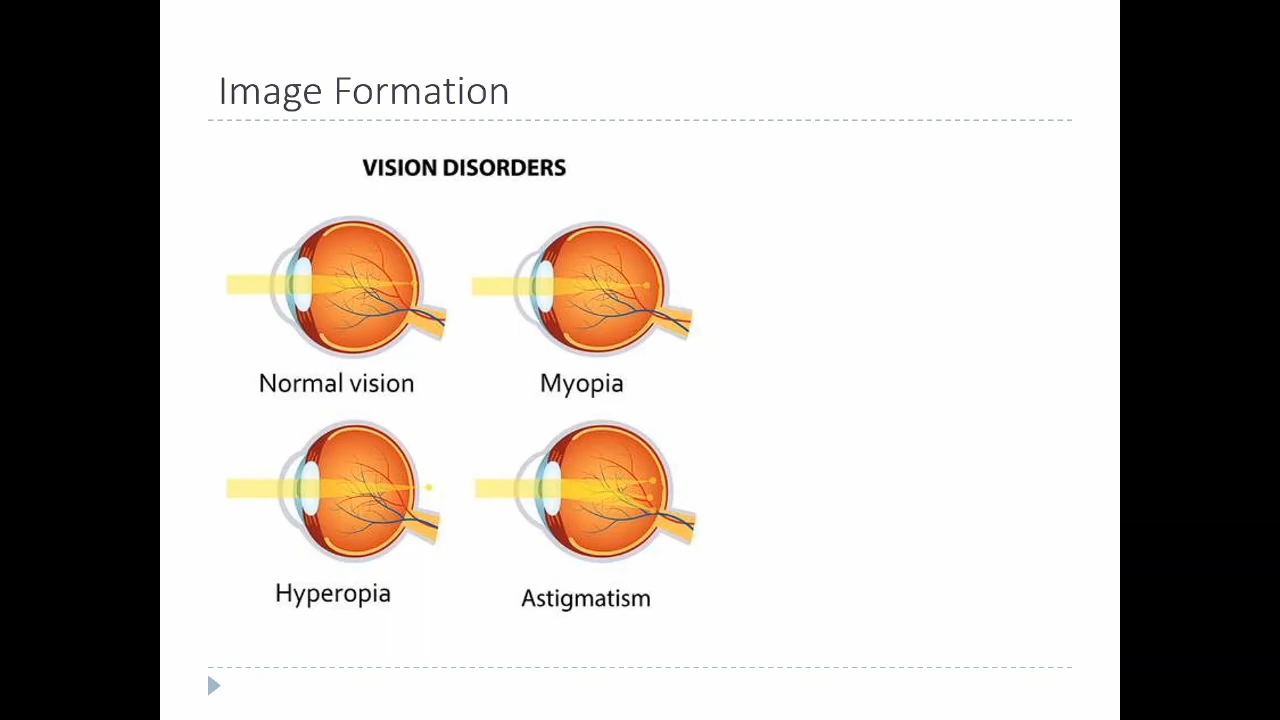 Image Formation
VISION DISORDERS
Normal vision
Myopia
Hyperopia
Astigmatism